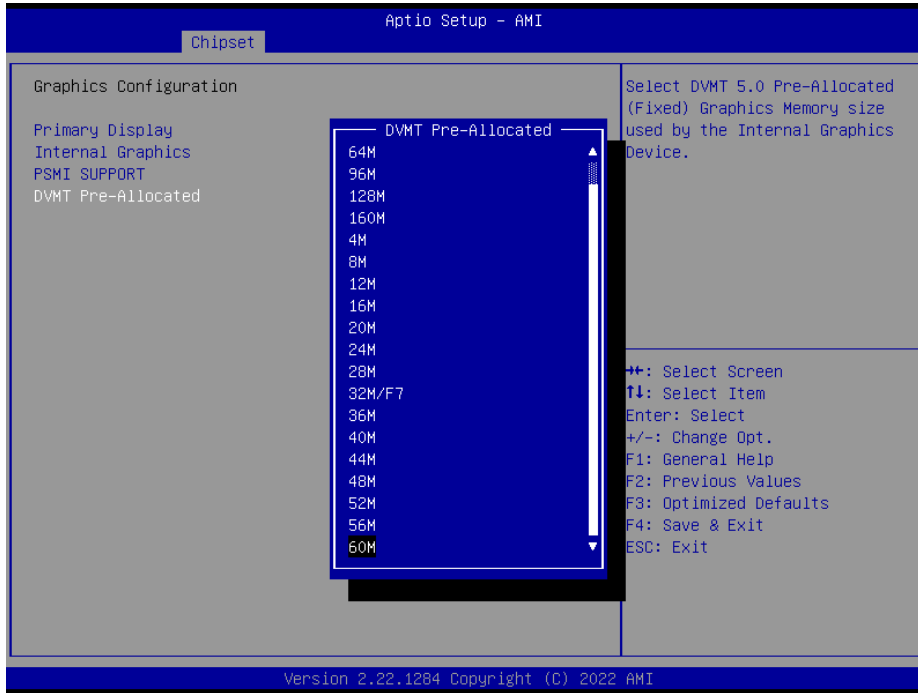 Aptio Setup – AMI
Chipset
Graphics Configuration
Primary Display
Internal Graphics
PSMI SUPPORT
DVMT Pre-Allocated
DVMT Pre-Allocated
64M
96M
128M
160M
4M
8M
12M
16M
20M
24M
28M
32M/F7
36M
40M
44M
48M
52M
56M
60M
Select DVMT 5.0 Pre-Allocated
(Fixed) Graphics Memory size
used by the Internal Graphics
Device.
→←: Select Screen
↑↓: Select Item
Enter: Select
+/-: Change Opt.
F1: General Help
F2: Previous Values
F3: Optimized Defaults
F4: Save & Exit
ESC: Exit
Version 2.22.1284 Copyright (C) 2022 AMI